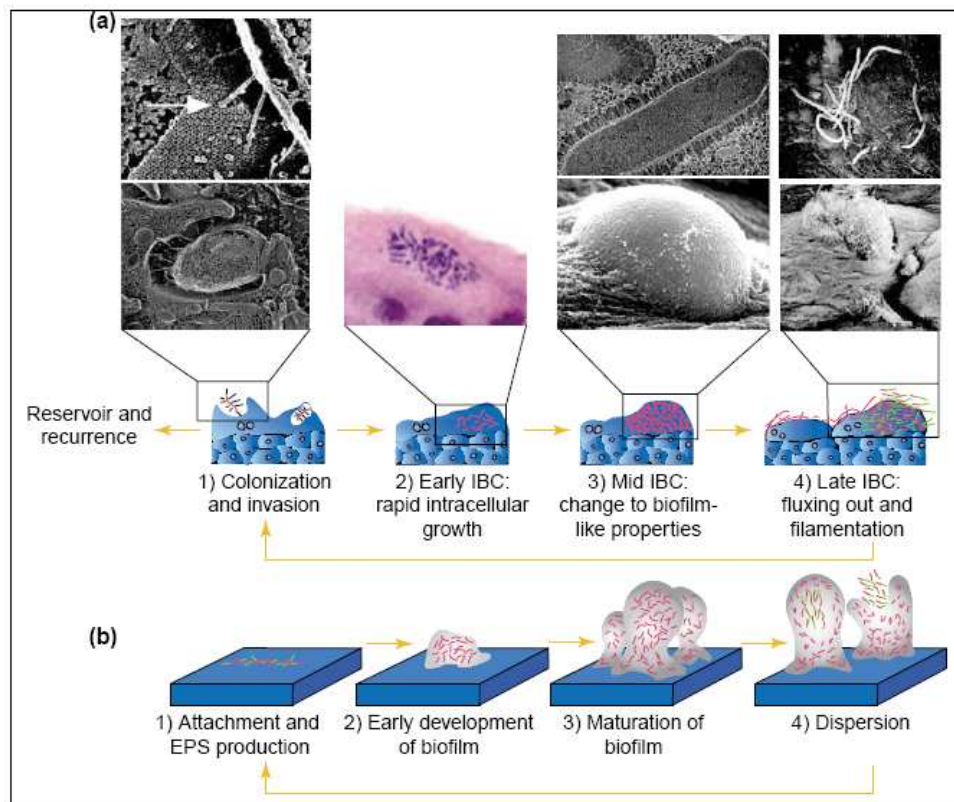 (a)
Reservoir and
recurrence
1) Colonization
and invasion
2) Early IBC:
rapid intracellular
growth
3) Mid IBC:
change to biofilm-
like properties
4) Late IBC:
fluxing out and
filamentation
(b)
1) Attachment and
EPS production
2) Early development
of biofilm
3) Maturation of
biofilm
4) Dispersion